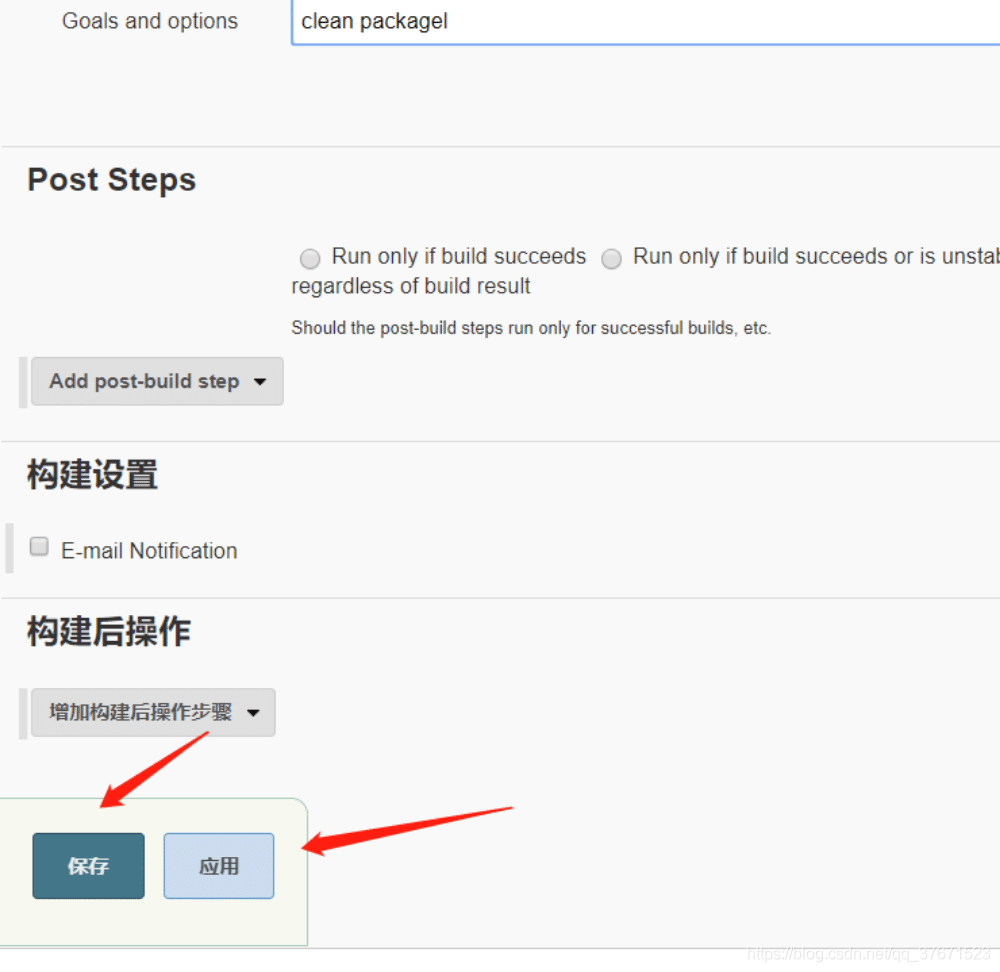 Goals and options
clean packagel
Post Steps
Run only if build succeeds
Run only if build succeeds or is unstab
regardless of build result
Should the post-build steps run only for successful builds, etc.
Add post-build step
构建设置
E-mail Notification
构建后操作
增加构建后操作步骤
保存
应用
https://blog.csdn.net/qq_37671523